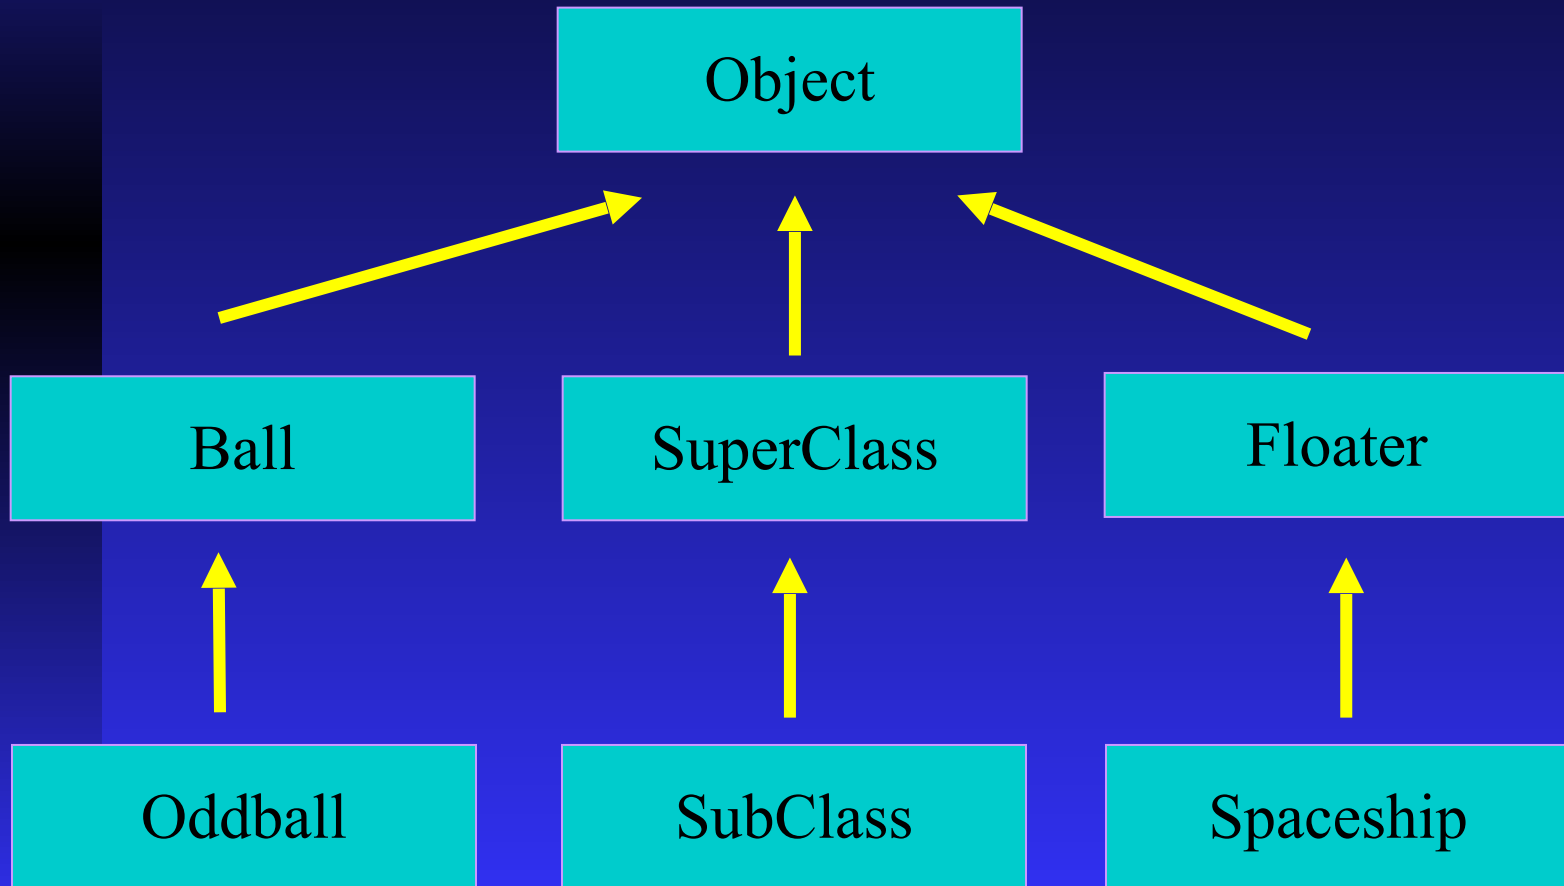 Object
Ball
SuperClass
Floater
Oddball
SubClass
Spaceship